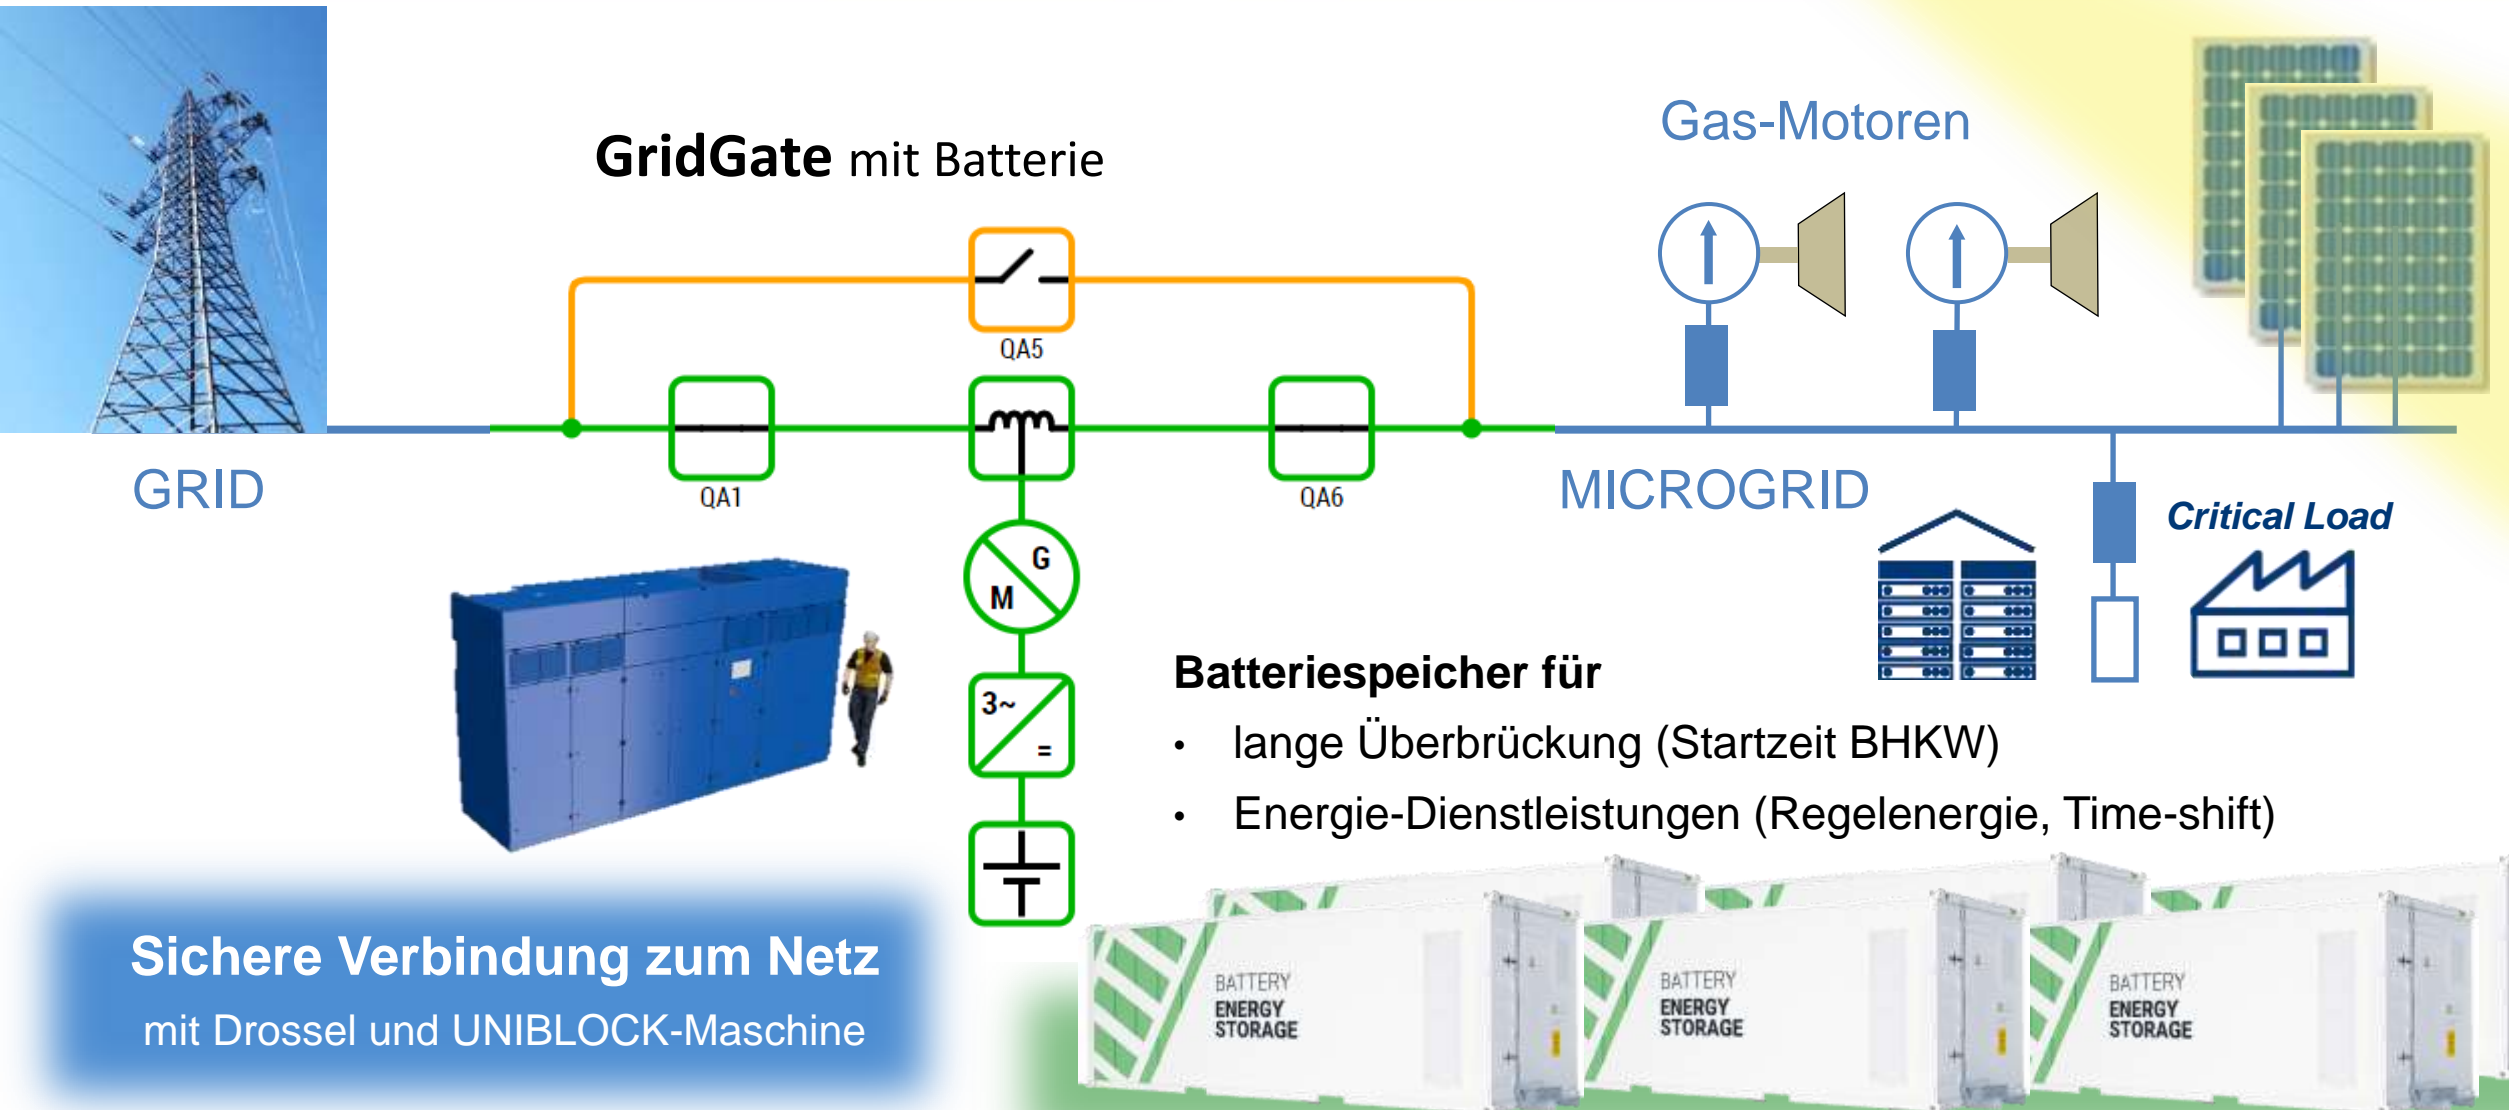 GridGate mit Batterie
Gas-Motoren
QA5
GRID
QA1
QA6
MICROGRID
Critical Load
G
M
3~
=
Batteriespeicher für
• lange Überbrückung (Startzeit BHKW)
• Energie-Dienstleistungen (Regelenergie, Time-shift)
Sichere Verbindung zum Netz
mit Drossel und UNIBLOCK-Maschine
BATTERY
ENERGY
STORAGE
BATTERY
ENERGY
STORAGE
BATTERY
ENERGY
STORAGE